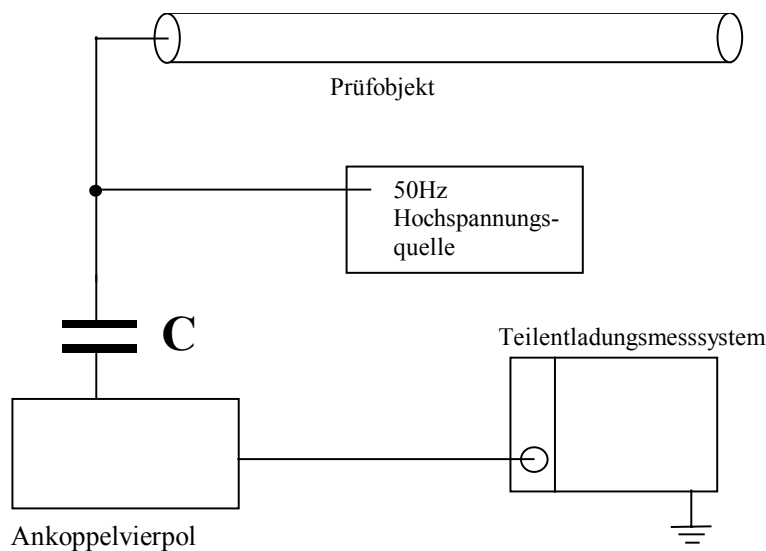 Prüfobjekt
50Hz
Hochspannungs-
quelle
C
Teilentladungsmesssystem
Ankoppelvierpol